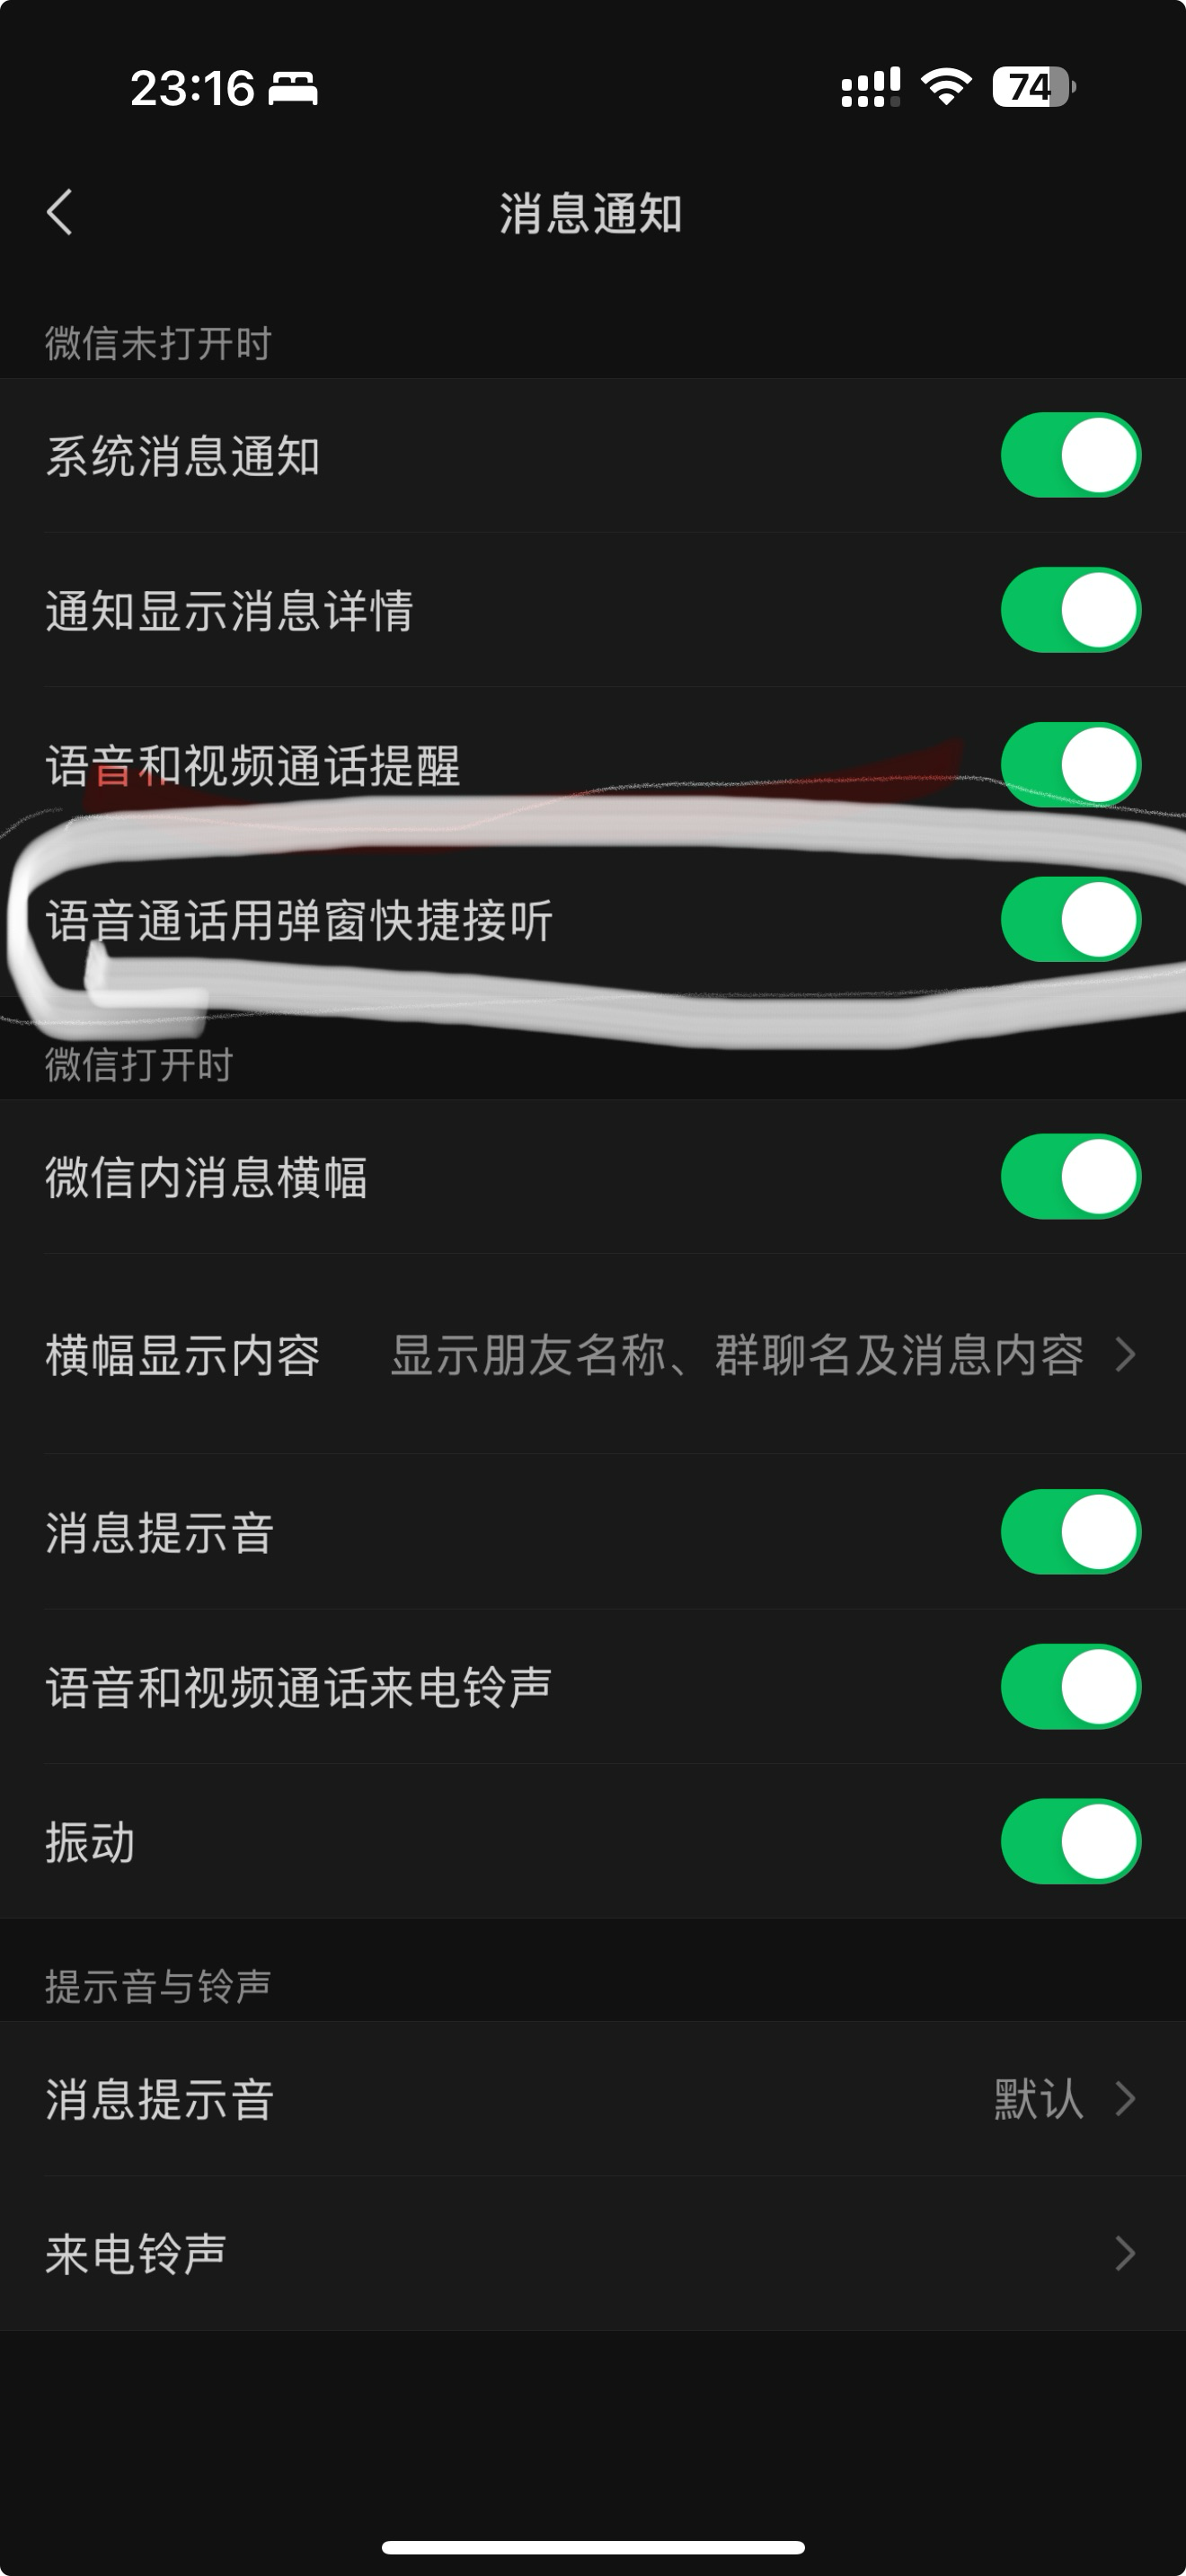 23:16
74
消息通知
微信未打开时
系统消息通知
通知显示消息详情
语音和视频通话提醒
语音通话用弹窗快捷接听
微信打开时
微信内消息横幅
横幅显示内容 显示朋友名称、群聊名及消息内容
消息提示音
语音和视频通话来电铃声
振动
提示音与铃声
消息提示音 默认
来电铃声